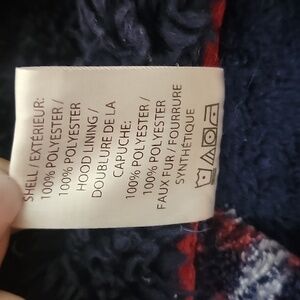 SHELL / EXTÉRIEUR:
100% POLYESTER /
100% POLYESTER
HOOD LINING /
DOUBLURE DE LA
CAPUCHE:
100% POLYESTER /
100% POLYESTER
FAUX FUR / FOURRURE
SYNTHÉTIQUE